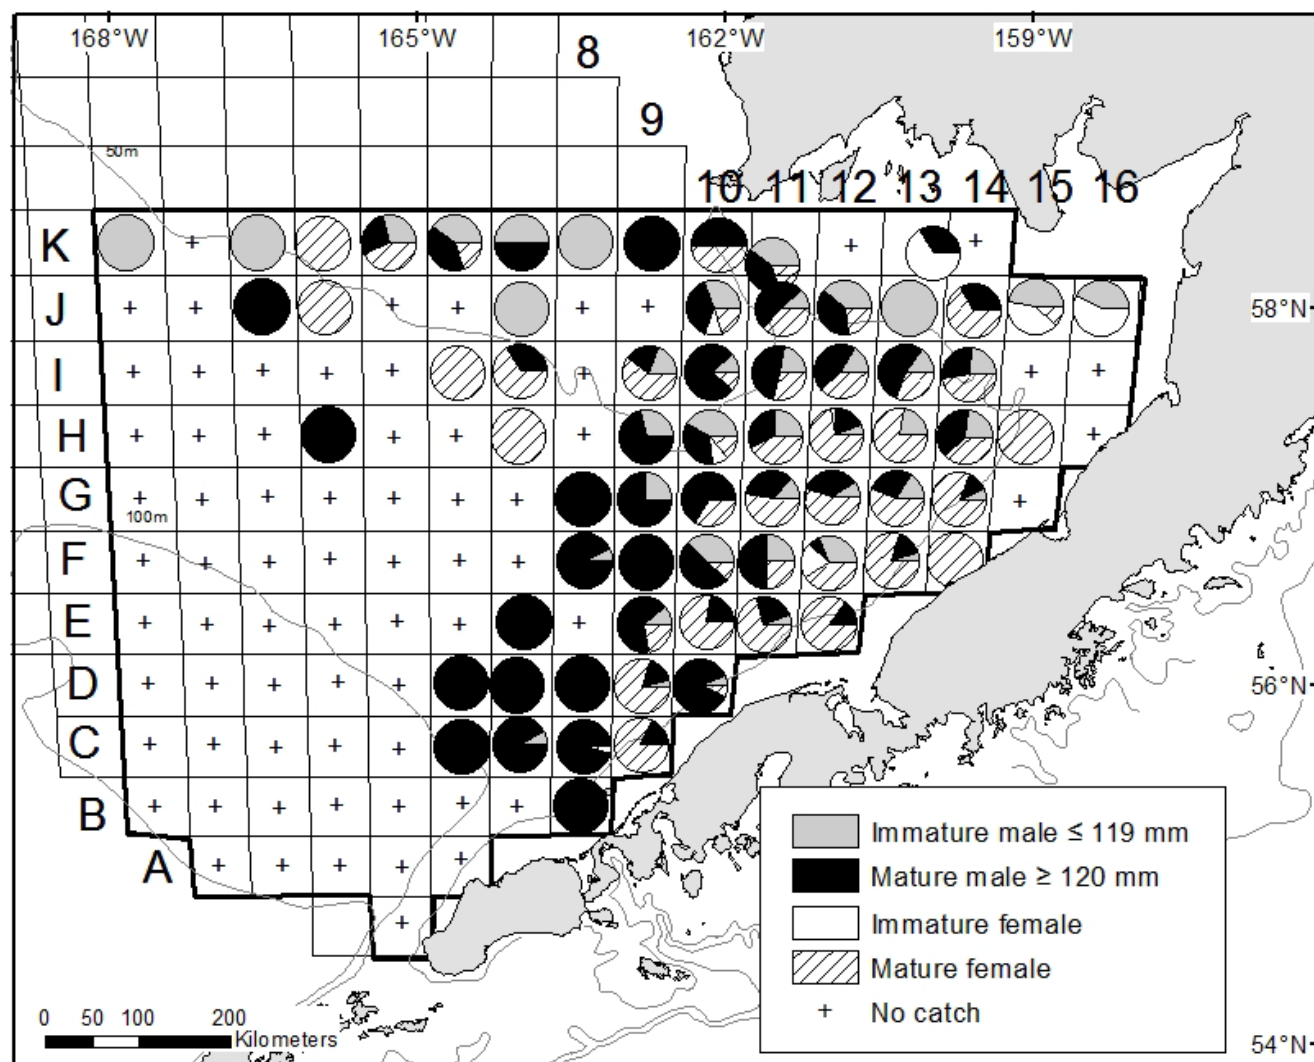 168°W 165°W 162°W 159°W
8
9
50m
10 11 12 13 14 15 16
K
J
58°N
I
H
G
100m
F
E
D
56°N
C
B
A
Immature male ≤ 119 mm
Mature male ≥ 120 mm
Immature female
Mature female
+ No catch
0 50 100 200
Kilometers
54°N